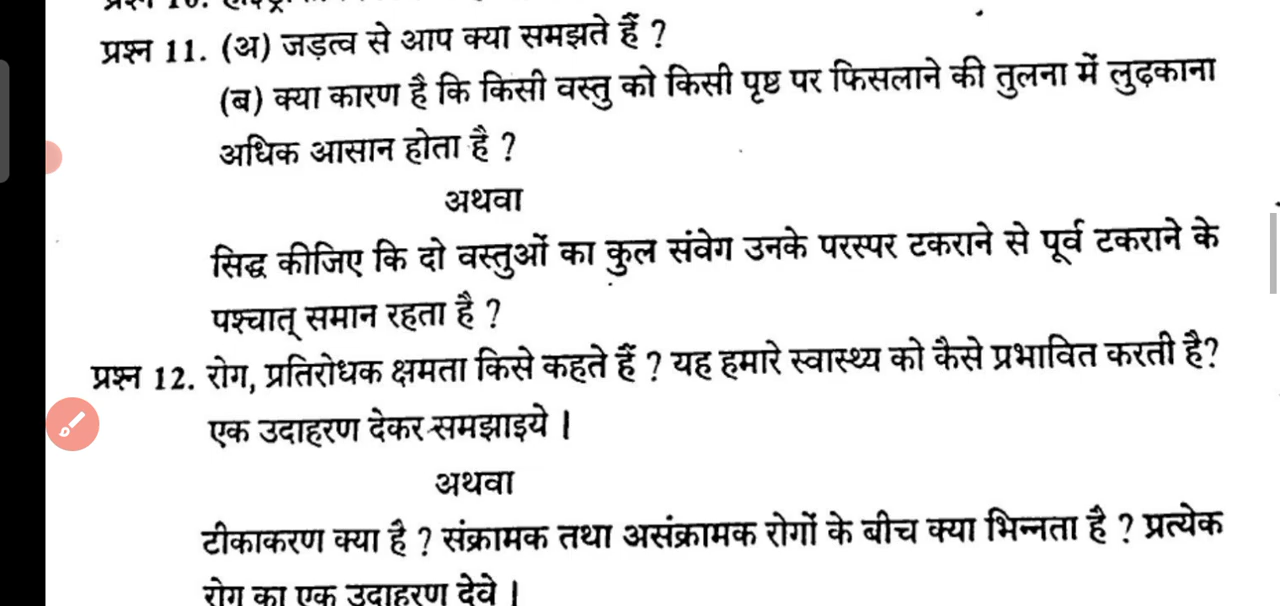 प्रश्न 11. (अ) जड़त्व से आप क्या समझते हैं ?
(ब) क्या कारण है कि किसी वस्तु को किसी पृष्ट पर फिसलाने की तुलना में लुढ़काना
अधिक आसान होता है ?
अथवा
सिद्ध कीजिए कि दो वस्तुओं का कुल संवेग उनके परस्पर टकराने से पूर्व टकराने के
पश्चात् समान रहता है ?
प्रश्न 12. रोग, प्रतिरोधक क्षमता किसे कहते हैं ? यह हमारे स्वास्थ्य को कैसे प्रभावित करती है?
एक उदाहरण देकर समझाइये ।
अथवा
टीकाकरण क्या है ? संक्रामक तथा असंक्रामक रोगों के बीच क्या भिन्नता है ? प्रत्येक
रोग का एक उदाहरण देवे ।